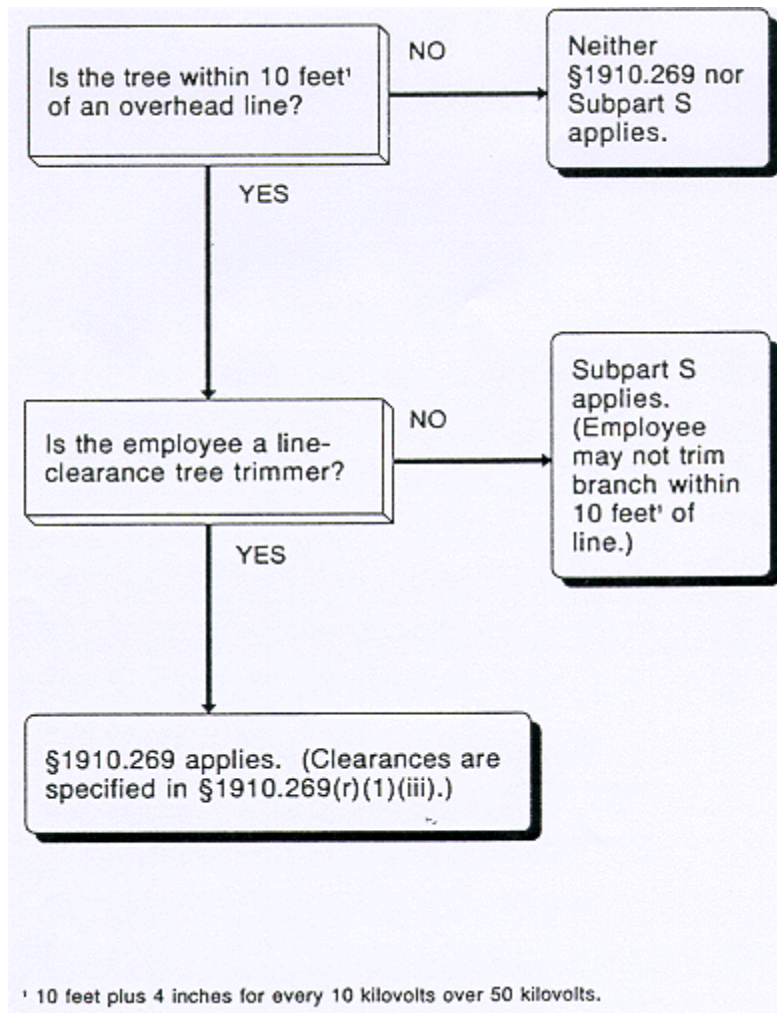 Is the tree within 10 feet¹
of an overhead line?
NO
Neither
§1910.269 nor
Subpart S
applies.
YES
Is the employee a line-
clearance tree trimmer?
NO
Subpart S
applies.
(Employee
may not trim
branch within
10 feet¹ of
line.)
YES
§1910.269 applies. (Clearances are
specified in §1910.269(r)(1)(iii).)
¹ 10 feet plus 4 inches for every 10 kilovolts over 50 kilovolts.